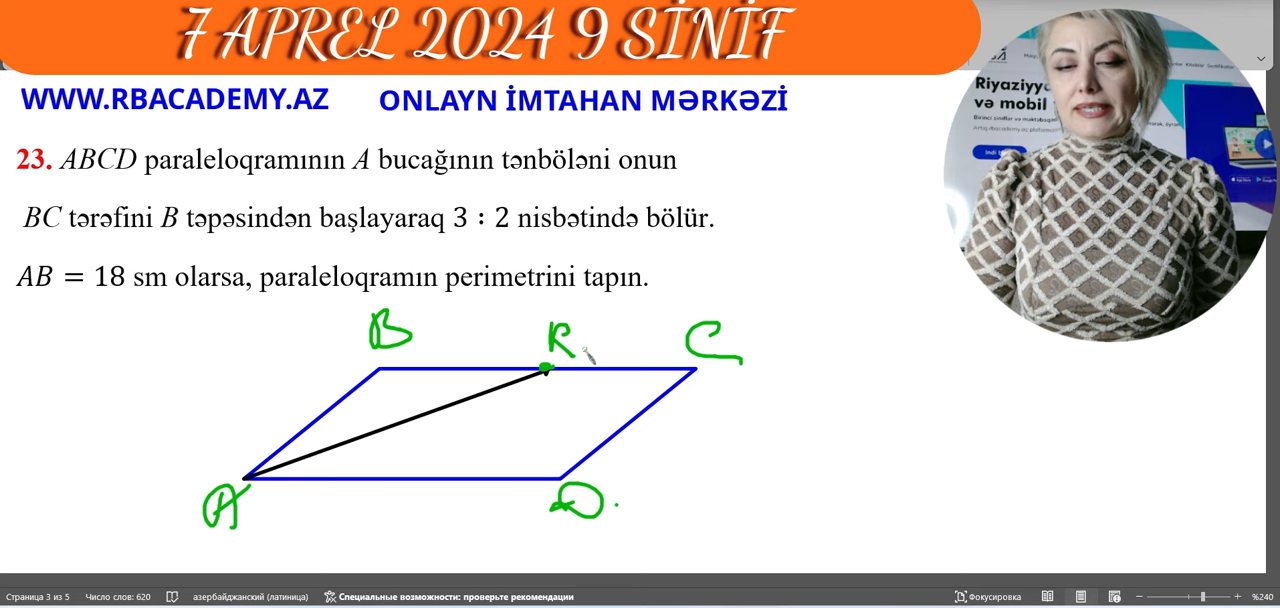 7 APREL 2024 9 SİNİF
WWW.RBACADEMY.AZ ONLAYN İMTAHAN MƏRKƏZİ
23. ABCD paraleloqramının A bucağının tənböləni onun
BC tərəfini B təpəsindən başlayaraq 3 : 2 nisbətində bölür.
AB = 18 sm olarsa, paraleloqramın perimetrini tapın.
B K C
A D
və mobil
Страница 3 из 5 Число слов: 620 азербайджанский (латиница) Специальные возможности: проверьте рекомендации Фокусировка %240